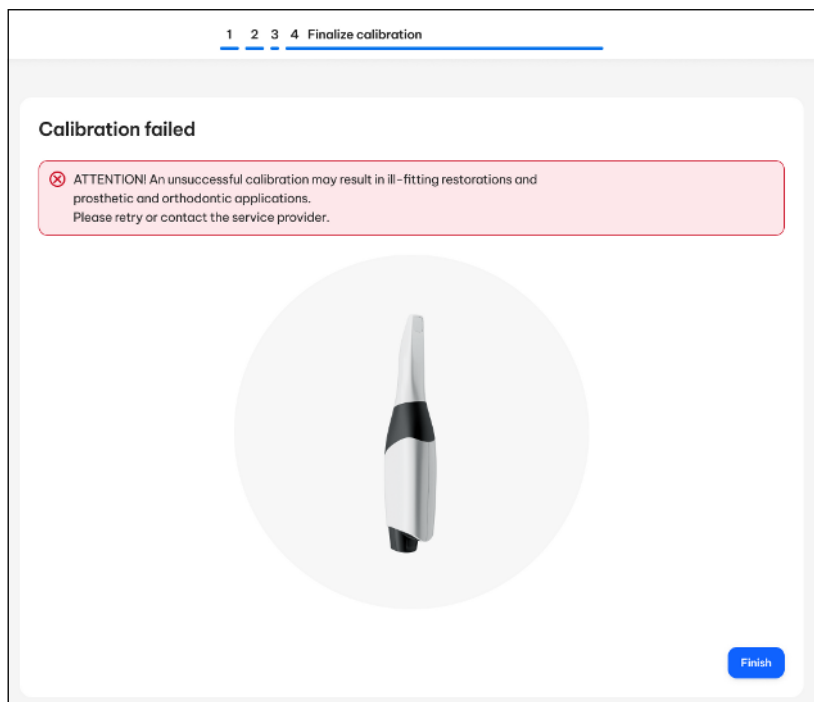 1 2 3 4 Finalize calibration
Calibration failed
ATTENTION! An unsuccessful calibration may result in ill-fitting restorations and
prosthetic and orthodontic applications.
Please retry or contact the service provider.
Finish